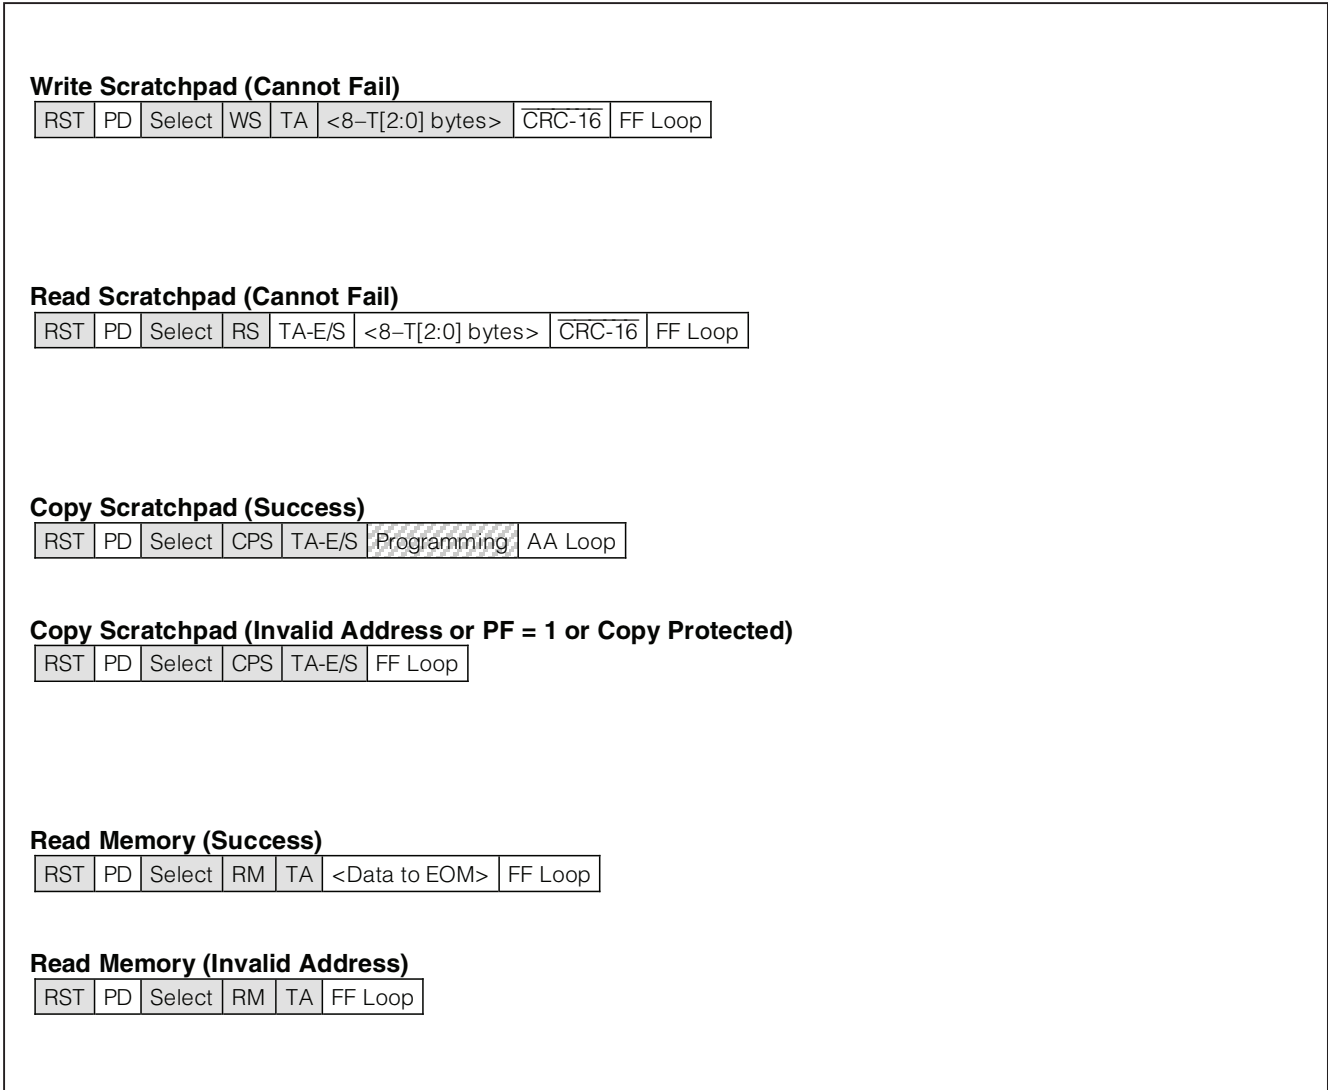 Write Scratchpad (Cannot Fail)
RST PD Select WS TA <8–T[2:0] bytes> CRC-16 FF Loop
Read Scratchpad (Cannot Fail)
RST PD Select RS TA-E/S <8–T[2:0] bytes> CRC-16 FF Loop
Copy Scratchpad (Success)
RST PD Select CPS TA-E/S Programming AA Loop
Copy Scratchpad (Invalid Address or PF = 1 or Copy Protected)
RST PD Select CPS TA-E/S FF Loop
Read Memory (Success)
RST PD Select RM TA <Data to EOM> FF Loop
Read Memory (Invalid Address)
RST PD Select RM TA FF Loop